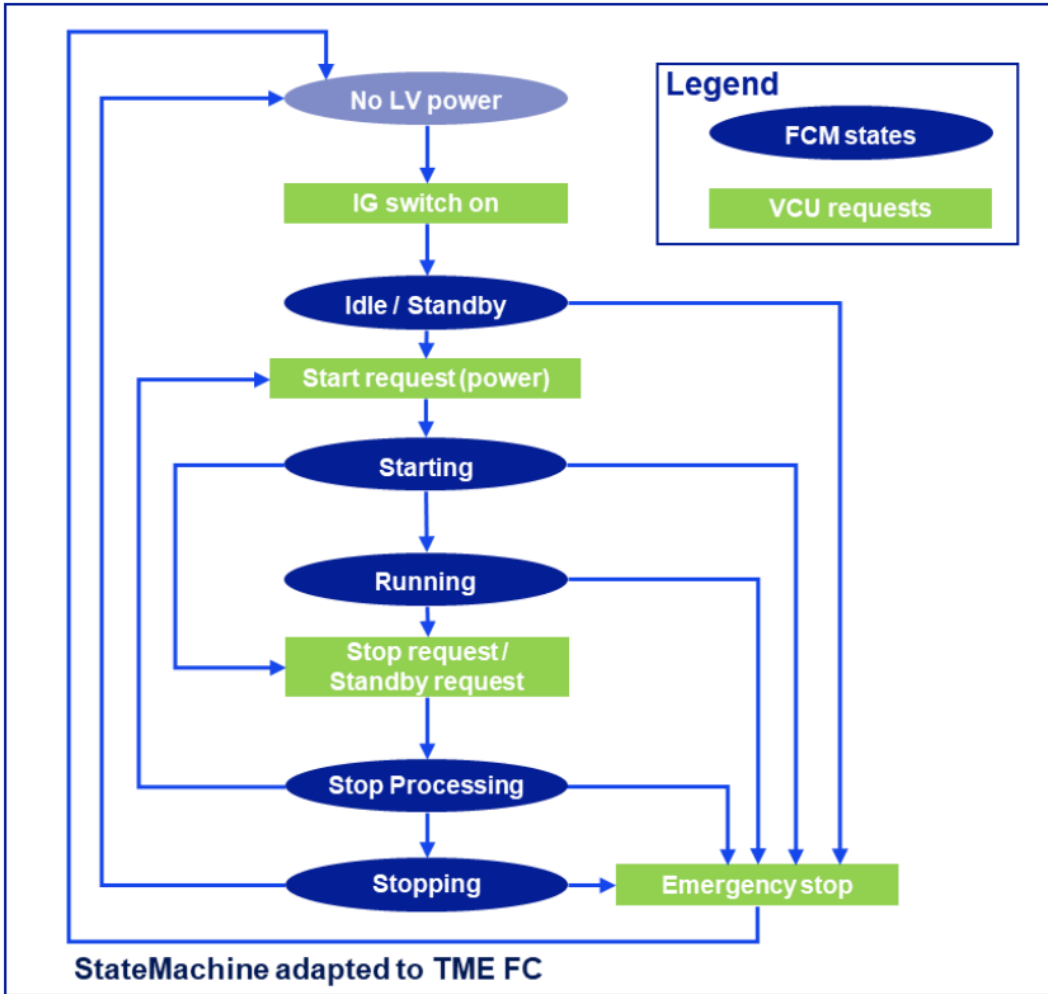 No LV power
Legend
FCM states
IG switch on
VCU requests
Idle / Standby
Start request (power)
Starting
Running
Stop request /
Standby request
Stop Processing
Stopping
Emergency stop
StateMachine adapted to TME FC